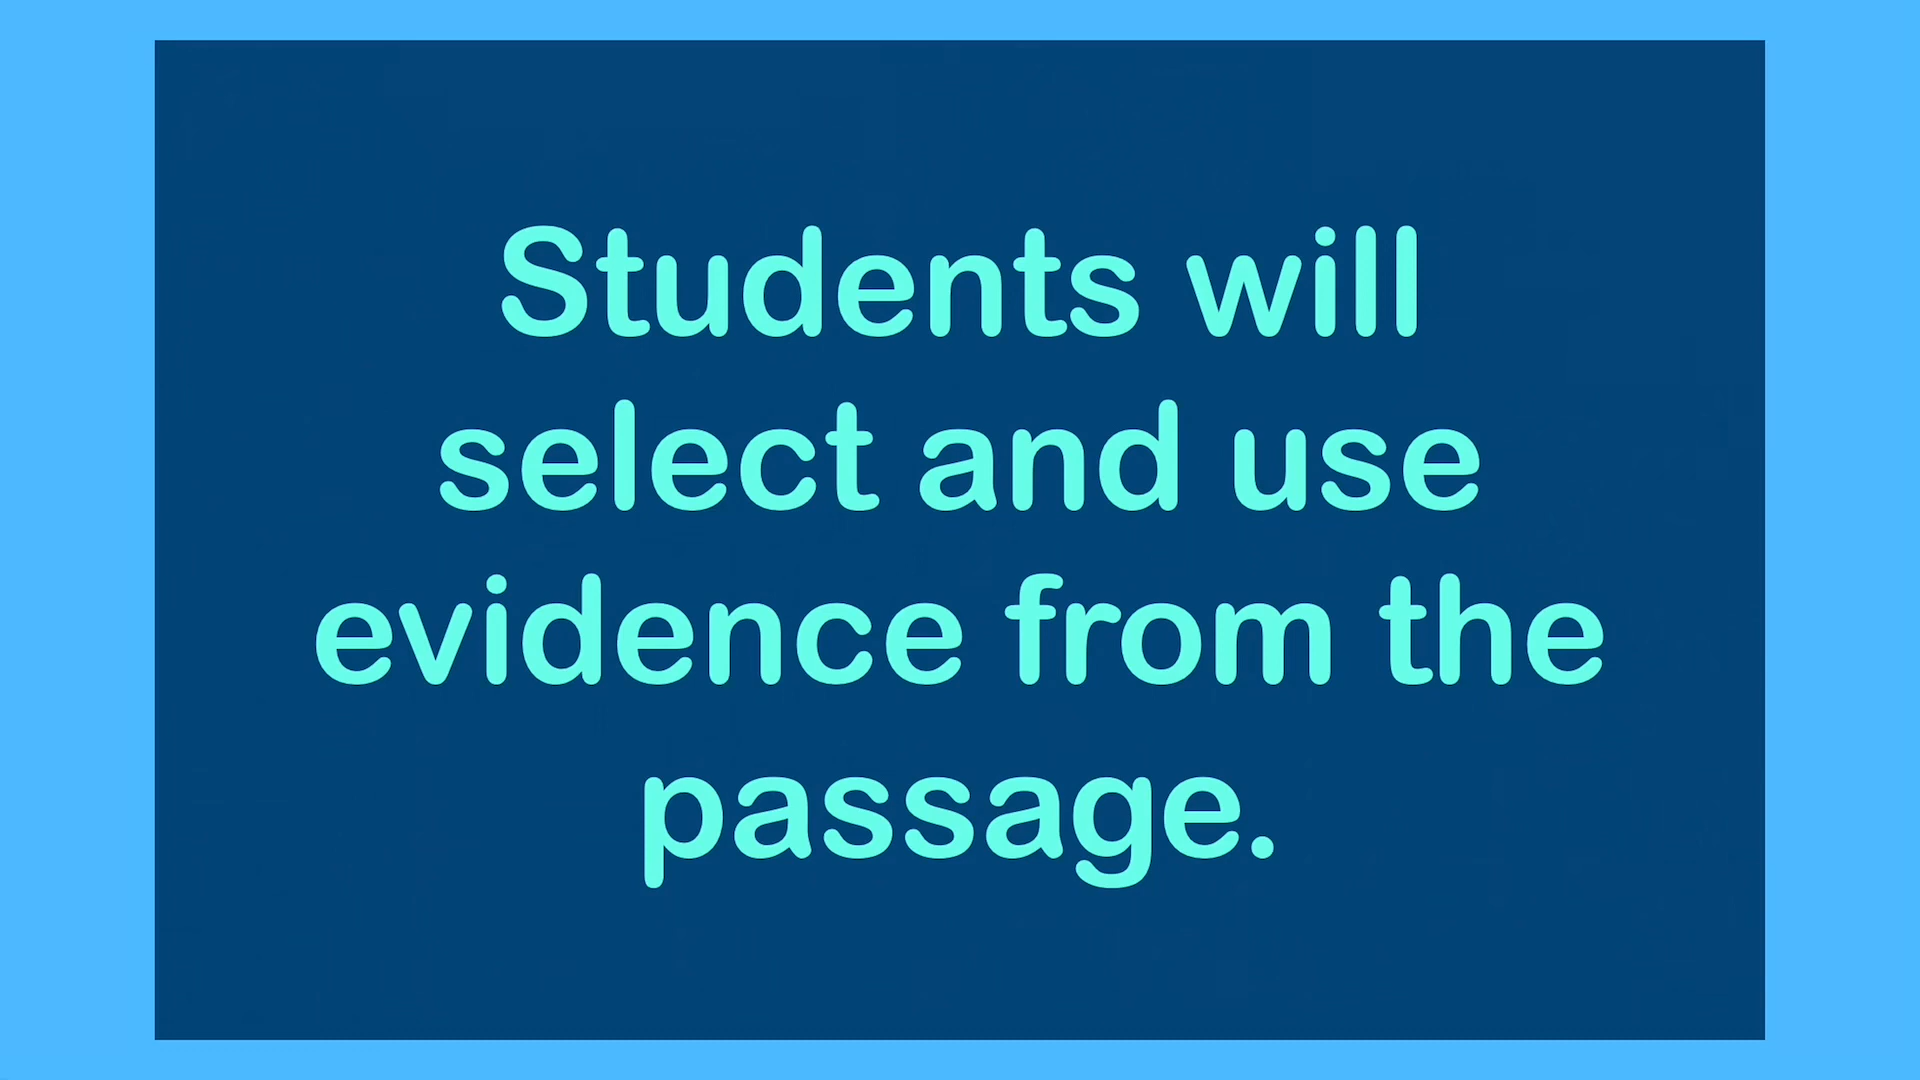 Students will
select and use
evidence from the
passage.